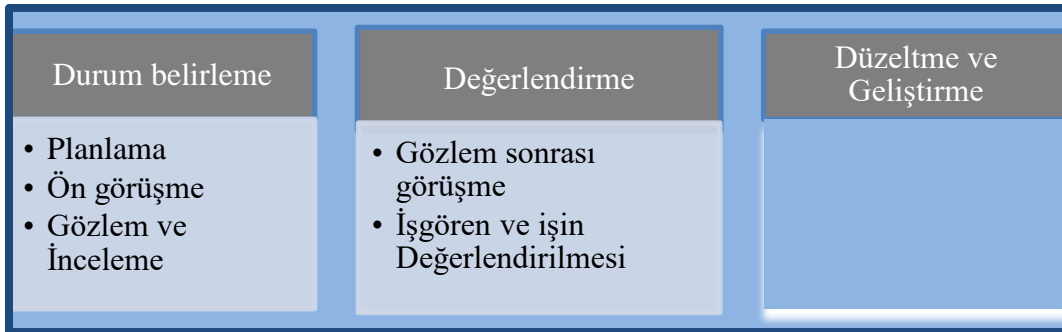 Durum belirleme
• Planlama
• Ön görüşme
• Gözlem ve
İnceleme
Değerlendirme
• Gözlem sonrası
görüşme
• İşgören ve işin
Değerlendirilmesi
Düzeltme ve
Geliştirme